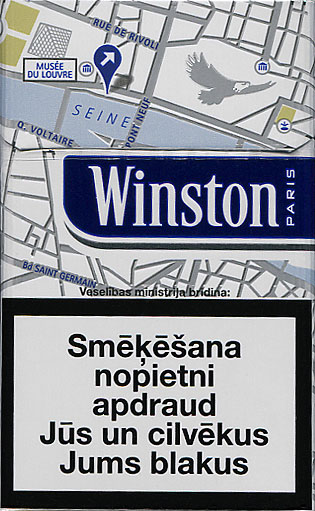 RUE DE RIVOLI
MUSÉE
DU LOUVRE
SEINE
PONT NEUF
Q. VOLTAIRE
Winston
PARIS
Bd SAINT GERMAIN
Veselības ministrija brīdina:
Smēķēšana
nopietni
apdraud
Jūs un cilvēkus
Jums blakus